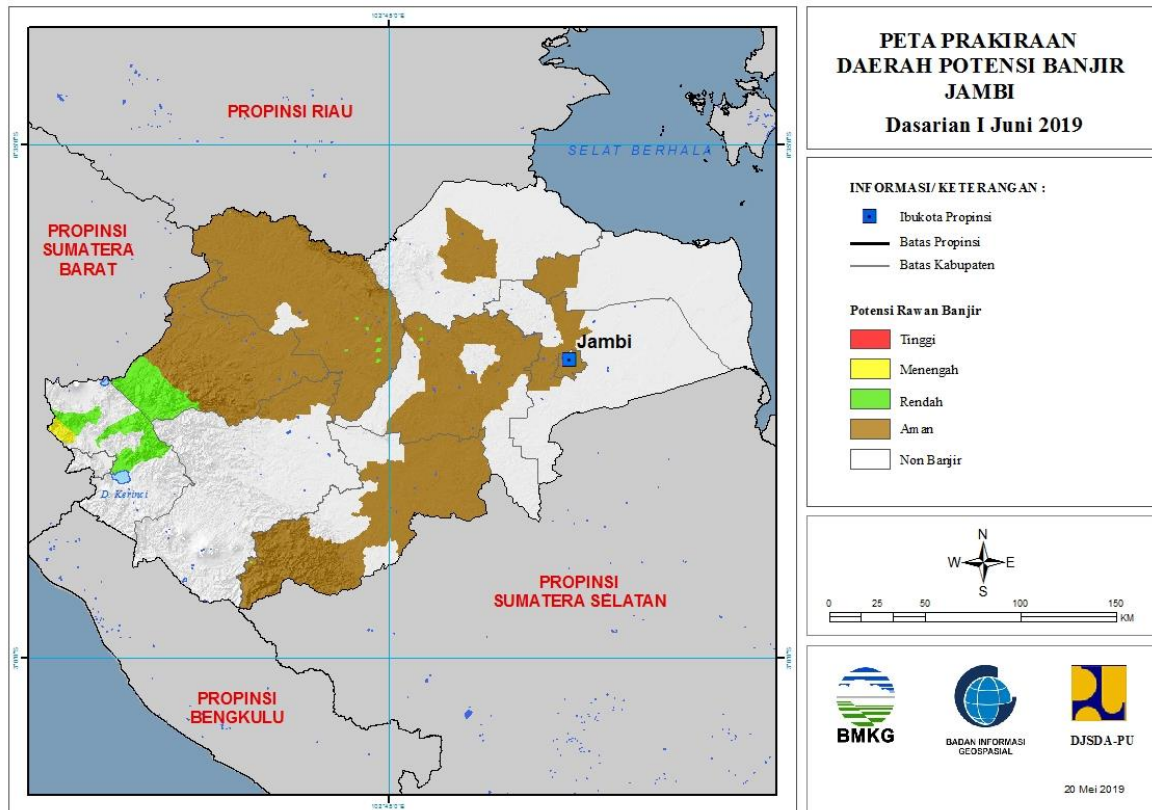 PROPINSI RIAU
SELAT BERHALA
PROPINSI
SUMATERA
BARAT
Jambi
D. Kerinci
PROPINSI
SUMATERA SELATAN
PROPINSI
BENGKULU
PETA PRAKIRAAN
DAERAH POTENSI BANJIR
JAMBI
Dasarian I Juni 2019
INFORMASI/ KETERANGAN :
Ibukota Propinsi
Batas Propinsi
Batas Kabupaten
Potensi Rawan Banjir
Tinggi
Menengah
Rendah
Aman
Non Banjir
N
W E
S
0 25 50 100 150
KM
BMKG
BADAN INFORMASI
GEOSPASIAL
DJSDA-PU
20 Mei 2019